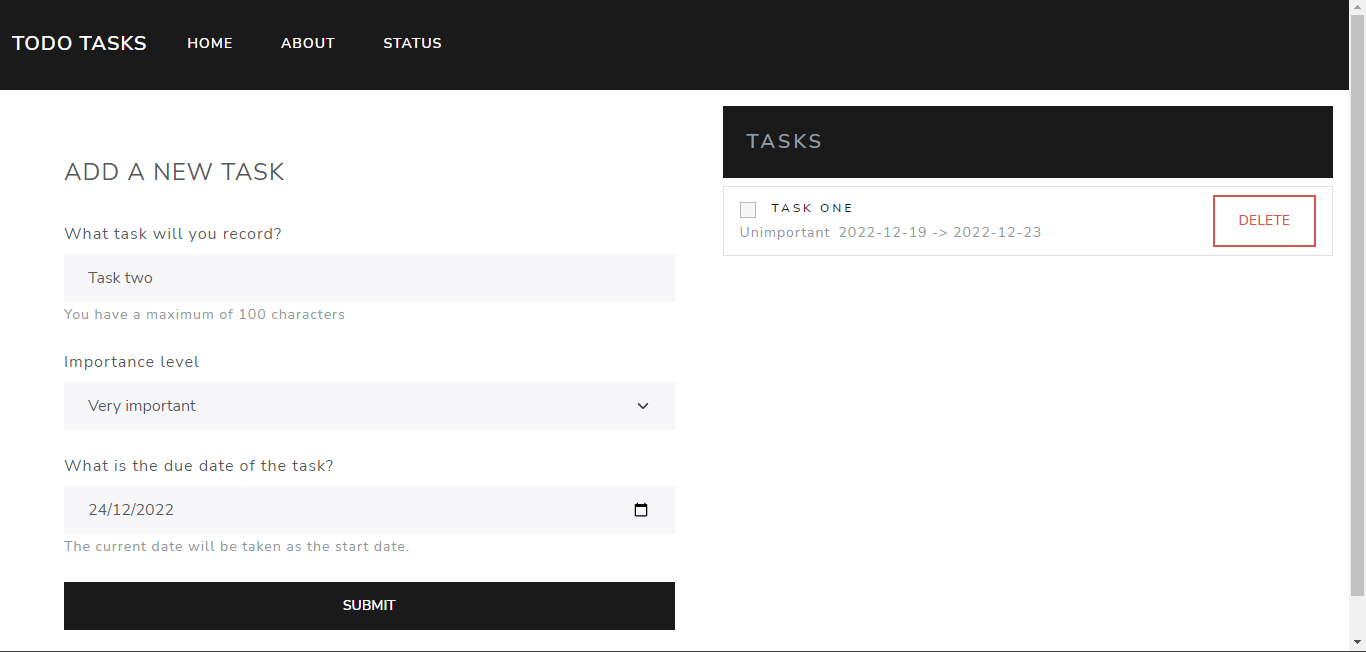 TODO TASKS HOME ABOUT STATUS
ADD A NEW TASK
What task will you record?
Task two
You have a maximum of 100 characters
Importance level
Very important
What is the due date of the task?
24/12/2022
The current date will be taken as the start date.
SUBMIT
TASKS
TASK ONE
Unimportant 2022-12-19 -> 2022-12-23
DELETE